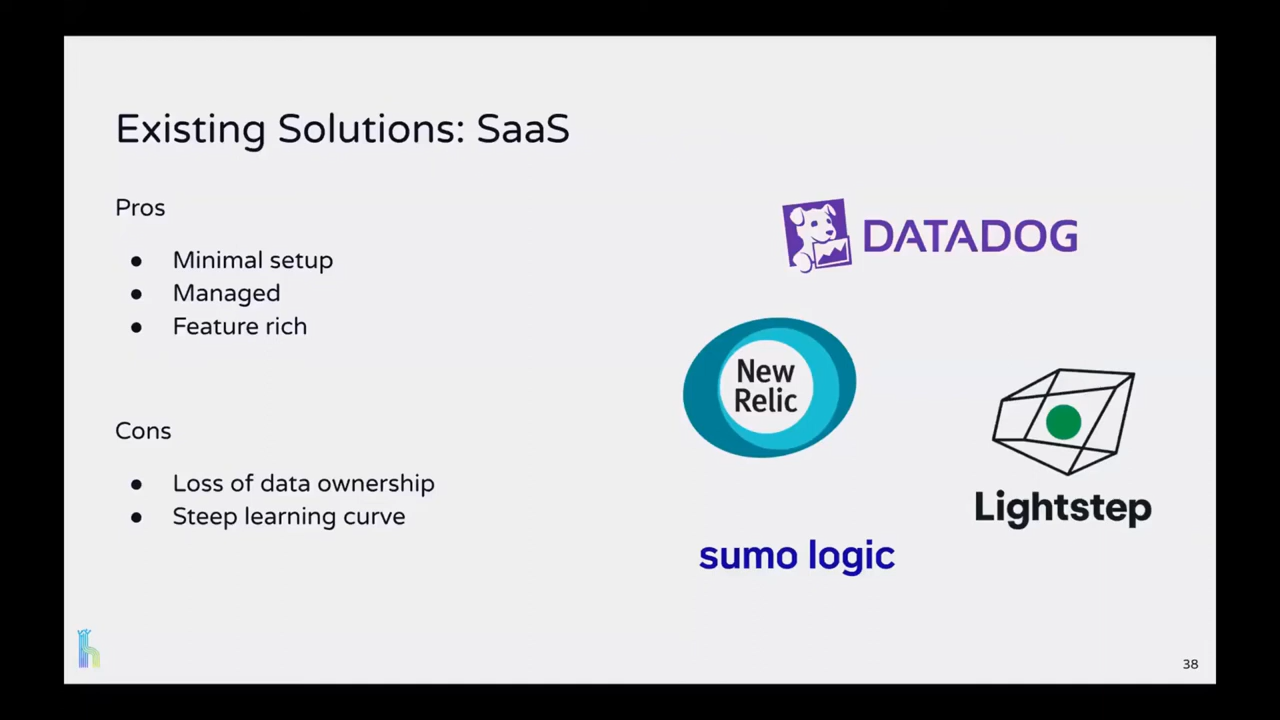 Existing Solutions: SaaS
Pros
● Minimal setup
● Managed
● Feature rich
Cons
● Loss of data ownership
● Steep learning curve
DATADOG
New
Relic
Lightstep
sumo logic
h
38